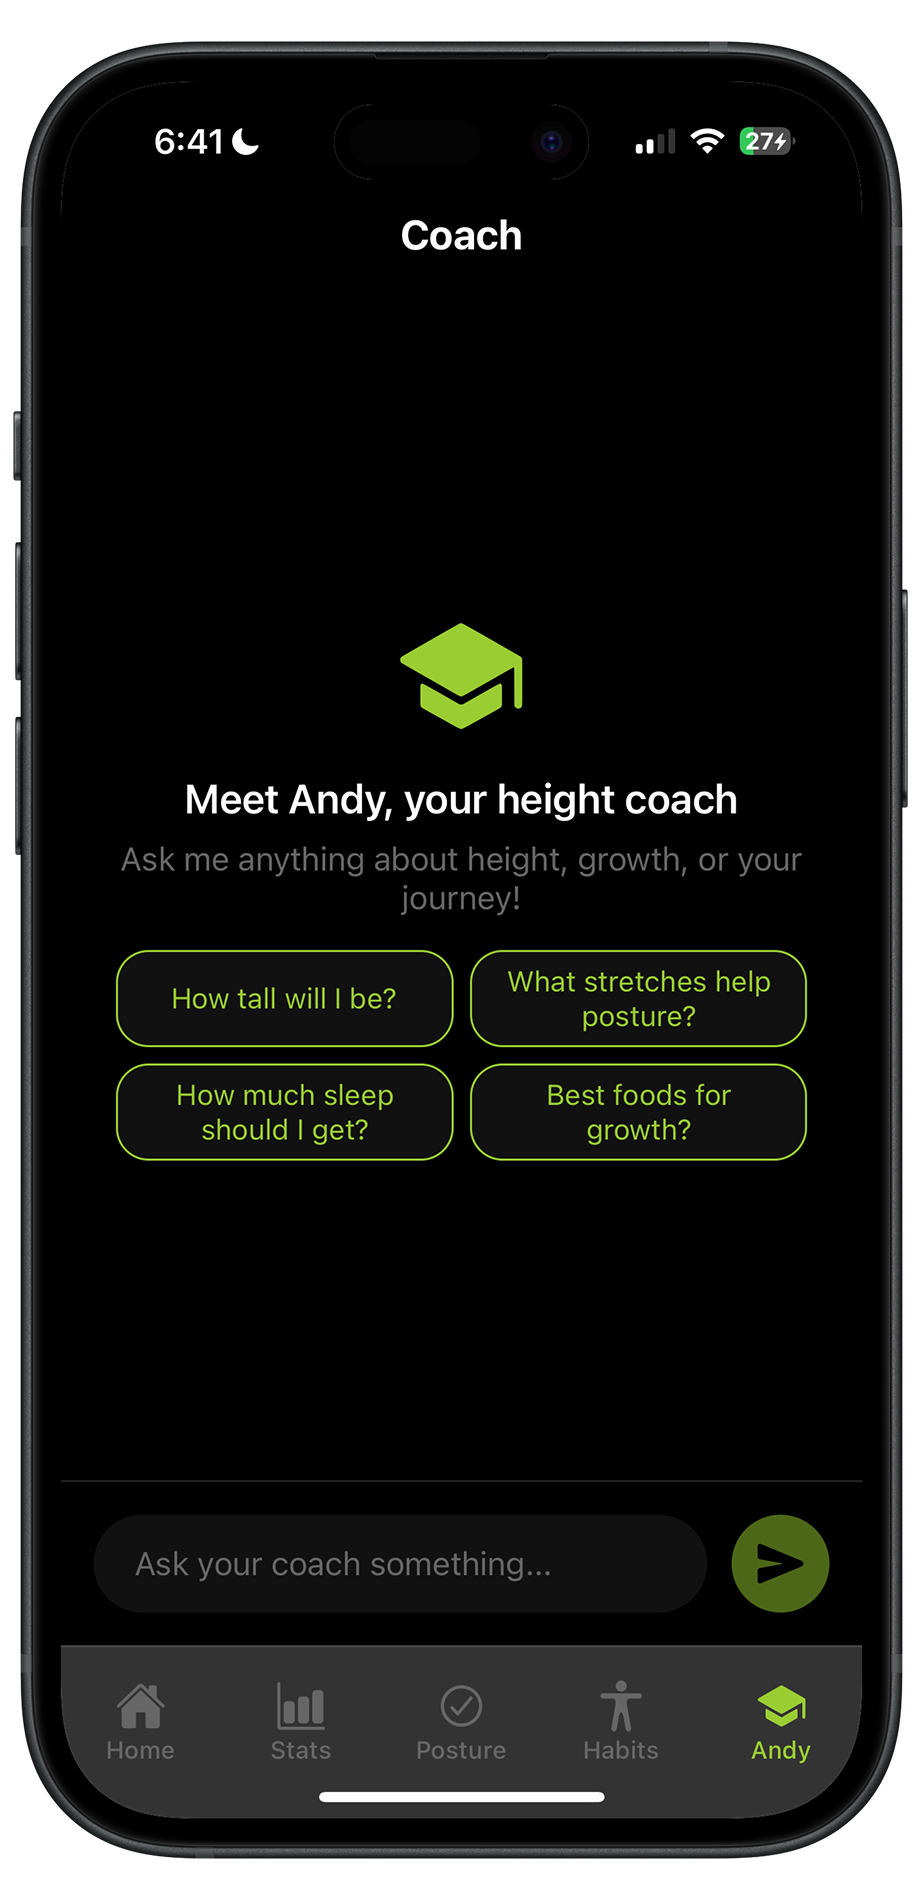 6:41
27
Coach
Meet Andy, your height coach
Ask me anything about height, growth, or your
journey!
How tall will I be?
What stretches help
posture?
How much sleep
should I get?
Best foods for
growth?
Ask your coach something...
Home
Stats
Posture
Habits
Andy